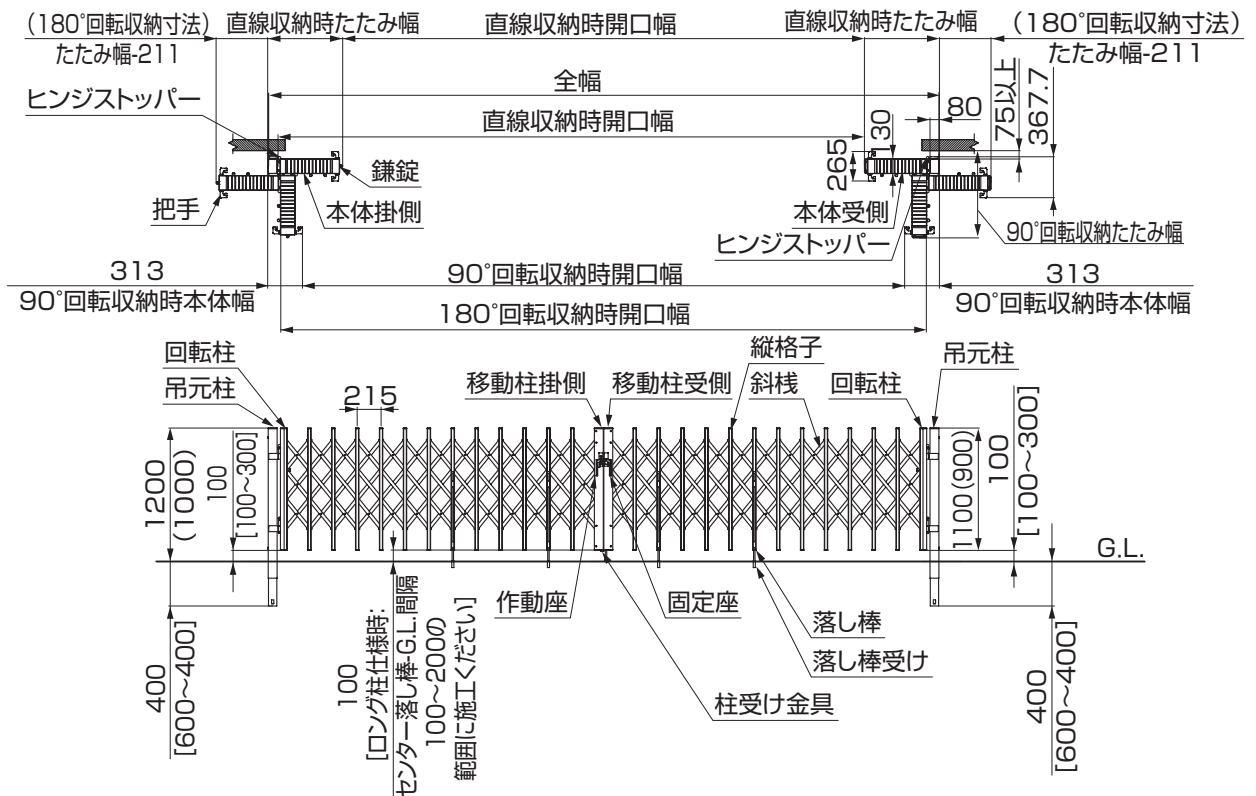 (180°回転収納寸法)
たたみ幅-211
直線収納時たたみ幅
直線収納時開口幅
直線収納時たたみ幅
(180°回転収納寸法)
たたみ幅-211
全幅
ヒンジストッパー
直線収納時開口幅
130
265
80
75以上
367.7
鎌錠
把手
本体掛側
本体受側
ヒンジストッパー
90°回転収納たたみ幅
313
90°回転収納時本体幅
90°回転収納時開口幅
313
90°回転収納時本体幅
180°回転収納時開口幅
回転柱
吊元柱
215
移動柱掛側
移動柱受側
縦格子
斜桟
回転柱
吊元柱
1200
(1000)
100
[100~300]
1100(900)
100
[100~300]
G.L.
400
[600~400]
100
[ロング柱仕様時:
センター落し棒-G.L.間隔
100~200の
範囲に施工ください]
作動座
固定座
落し棒
落し棒受け
柱受け金具
400
[600~400]